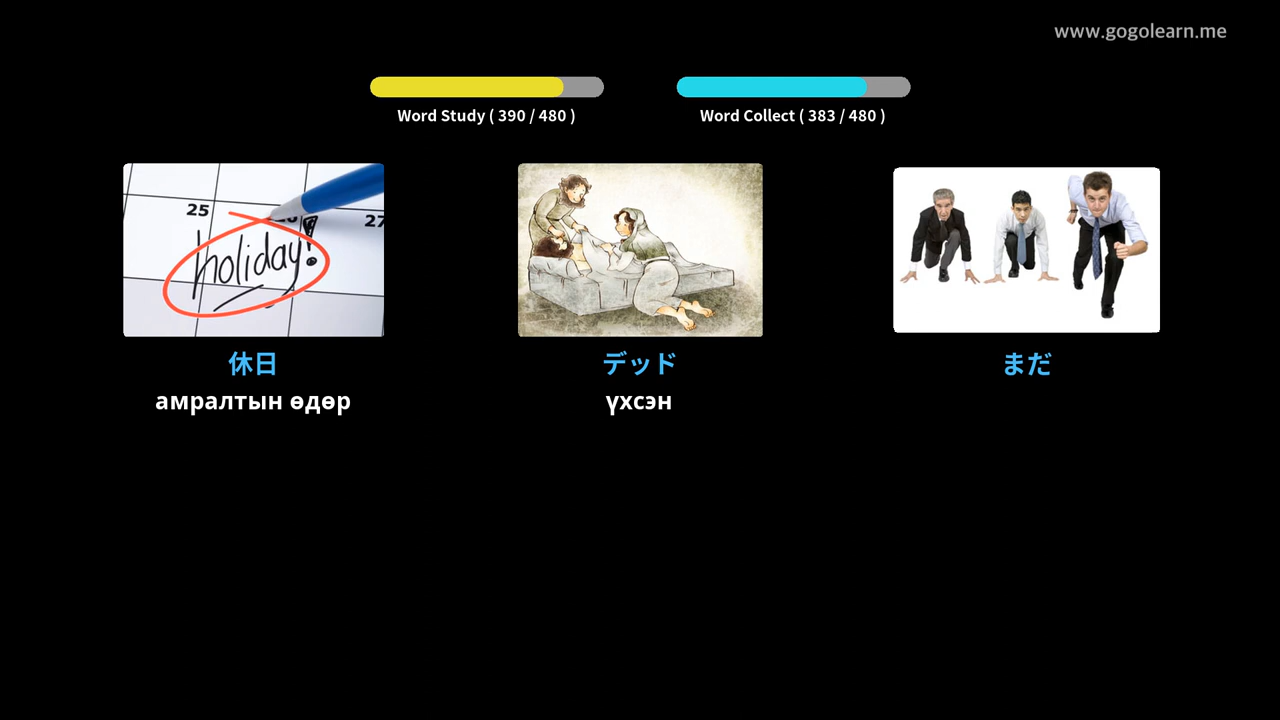 www.gogolearn.me
Word Study ( 390 / 480 )
Word Collect ( 383 / 480 )
25
27
holiday!
休日
デッド
まだ
амралтын өдөр
үхсэн